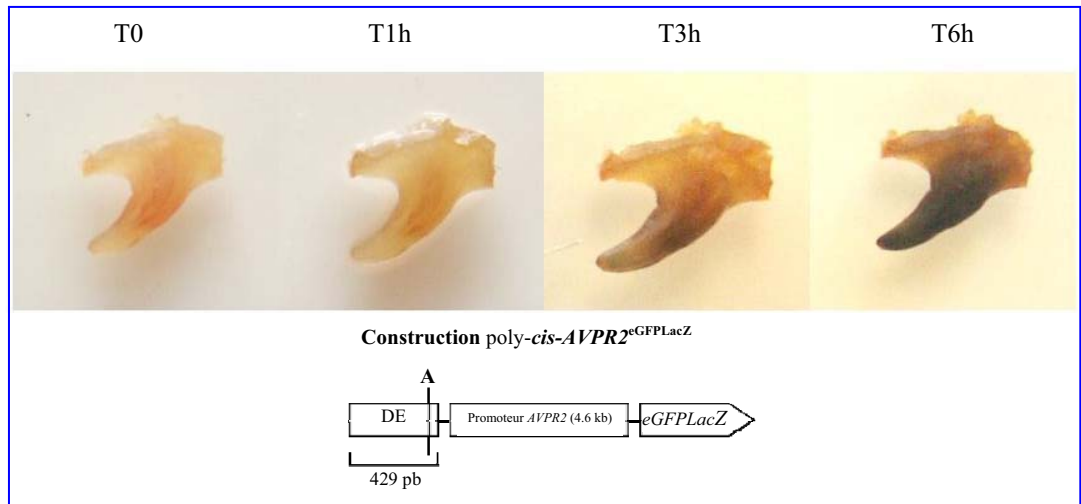 T0 T1h T3h T6h
Construction poly-cis-AVPR2eGFPLacZ
A
DE Promoteur AVPR2 (4.6 kb) eGFPLacZ
429 pb